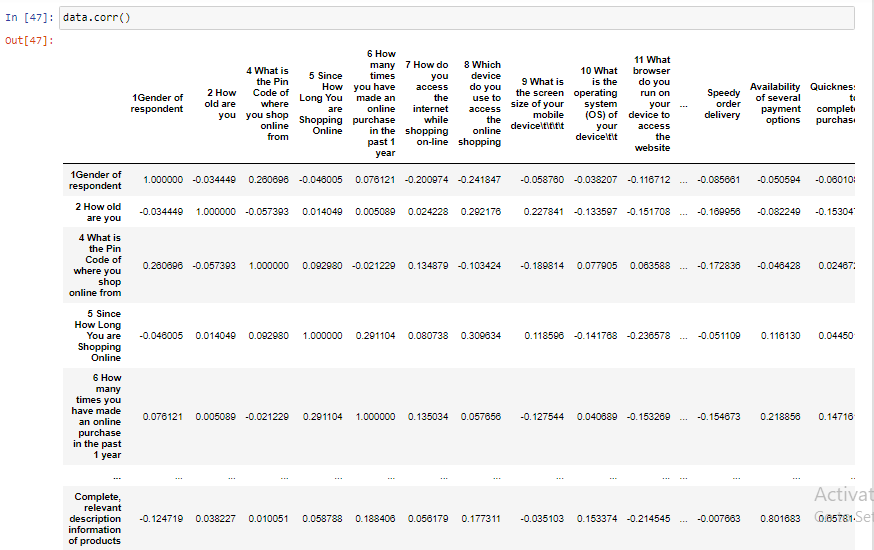 In [47]: data.corr()
Out[47]:
1Gender of respondent 2 How old are you 4 What is the Pin Code of where you shop online from 5 Since How Long You are Shopping Online 6 How many times you have made an online purchase in the past 1 year 7 How do you access the internet while shopping on-line 8 Which device do you use to access the online shopping 9 What is the screen size of your mobile device\t\t\t\t 10 What is the operating system (OS) of your device\t\t 11 What browser do you run on your device to access the website ... Speedy order delivery Availability of several payment options Quickness to complete purchase
1Gender of respondent 1.000000 -0.034449 0.260696 -0.046005 0.076121 -0.200974 -0.241847 -0.058760 -0.038207 -0.116712 ... -0.085661 -0.050594 -0.06010
2 How old are you -0.034449 1.000000 -0.057393 0.014049 0.005089 0.024228 0.292176 0.227841 -0.133597 -0.151708 ... -0.169956 -0.082249 -0.15304
4 What is the Pin Code of where you shop online from 0.260696 -0.057393 1.000000 0.092980 -0.021229 0.134879 -0.103424 -0.189814 0.077905 0.063588 ... -0.172836 -0.046428 0.02467
5 Since How Long You are Shopping Online -0.046005 0.014049 0.092980 1.000000 0.291104 0.080738 0.309634 0.118596 -0.141768 -0.236578 ... -0.051109 0.116130 0.04450
6 How many times you have made an online purchase in the past 1 year 0.076121 0.005089 -0.021229 0.291104 1.000000 0.135034 0.057656 -0.127544 0.040689 -0.153269 ... -0.154673 0.218856 0.14716
... ... ... ... ... ... ... ... ... ... ... ... ... ... ..
Complete, relevant description information of products -0.124719 0.038227 0.010051 0.058788 0.188406 0.056179 0.177311 -0.035103 0.153374 -0.214545 ... -0.007663 0.801683 0.65781
Activat
Go to Set